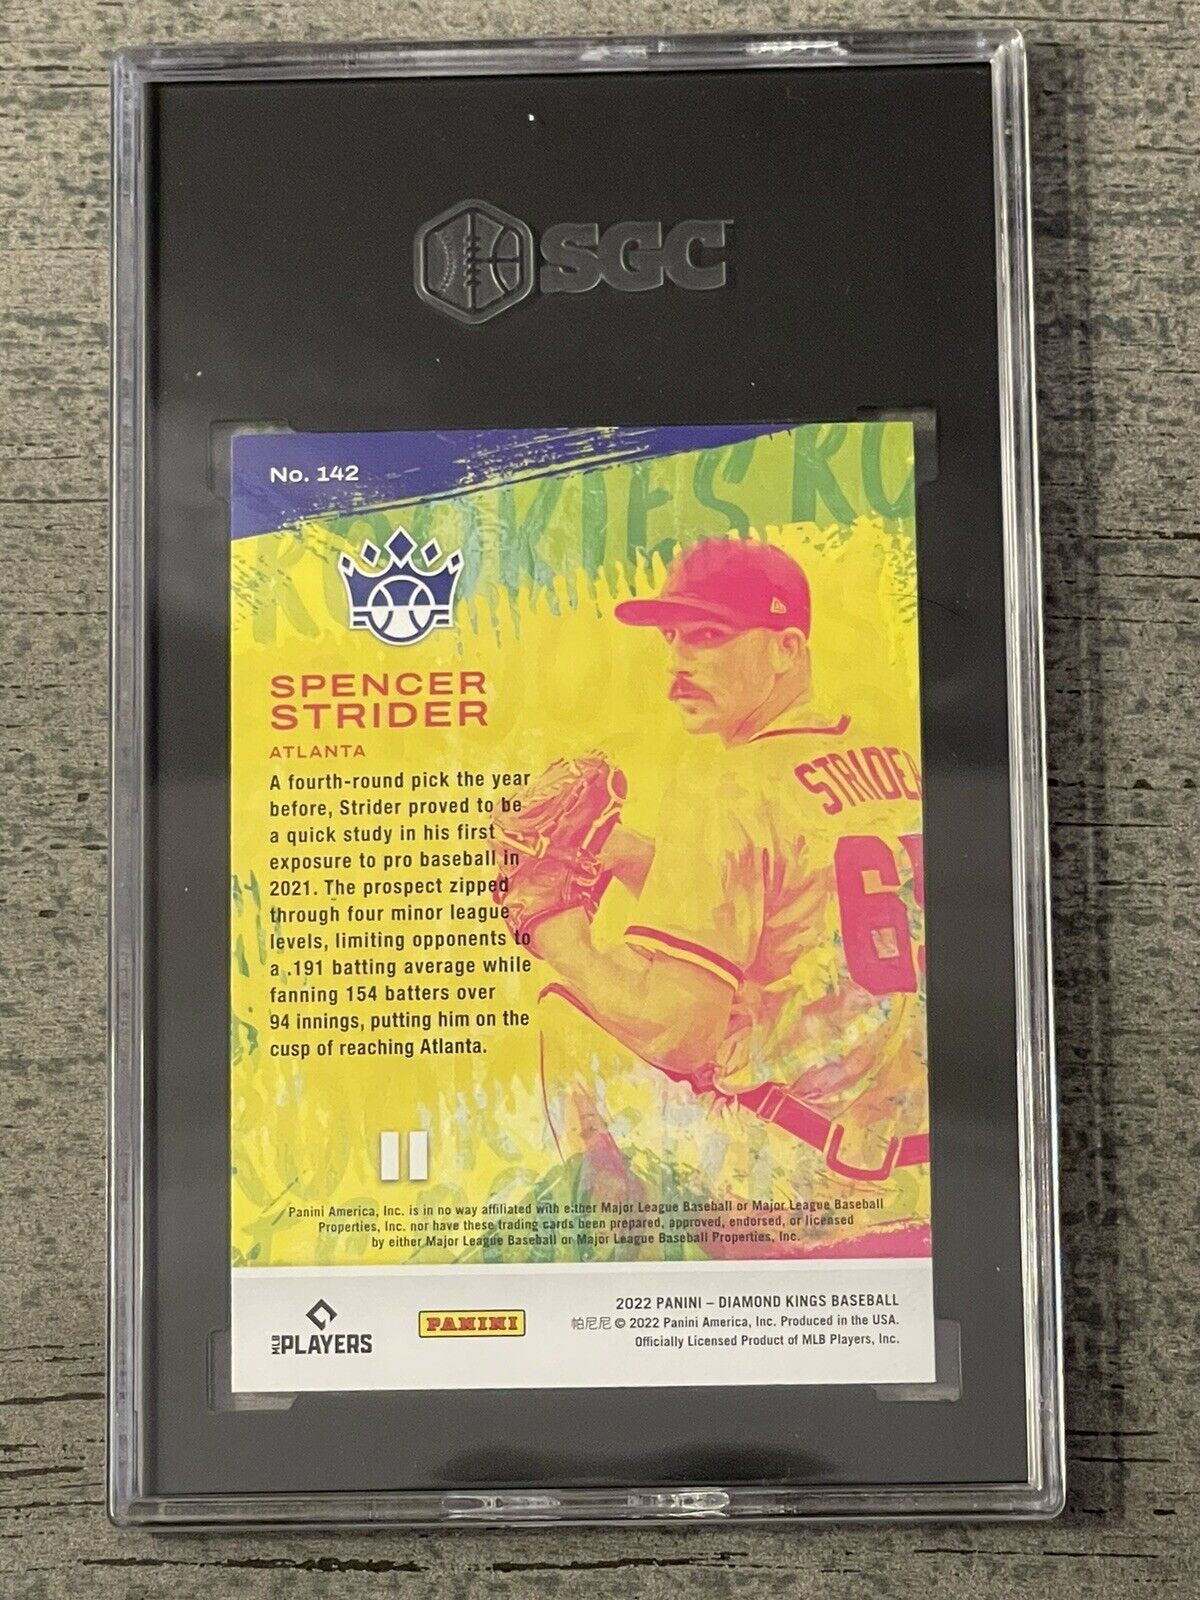 SGC
No. 142
ROOKIES RO
SPENCER
STRIDER
ATLANTA
A fourth-round pick the year
before, Strider proved to be
a quick study in his first
exposure to pro baseball in
2021. The prospect zipped
through four minor league
levels, limiting opponents to
a .191 batting average while
fanning 154 batters over
94 innings, putting him on the
cusp of reaching Atlanta.
STRIDER
Panini America, Inc. is in no way affiliated with either Major League Baseball or Major League Baseball
Properties, Inc. nor have these trading cards been prepared, approved, endorsed, or licensed
by either Major League Baseball or Major League Baseball Properties, Inc.
MLB PLAYERS
PANINI
2022 PANINI – DIAMOND KINGS BASEBALL
帕尼尼 © 2022 Panini America, Inc. Produced in the USA.
Officially Licensed Product of MLB Players, Inc.